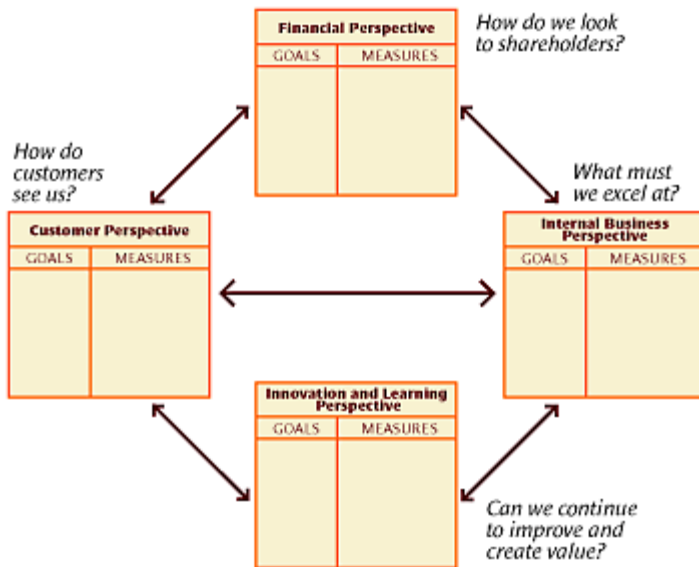 Financial Perspective
GOALS MEASURES
How do we look
to shareholders?
How do
customers
see us?
Customer Perspective
GOALS MEASURES
What must
we excel at?
Internal Business
Perspective
GOALS MEASURES
Innovation and Learning
Perspective
GOALS MEASURES
Can we continue
to improve and
create value?